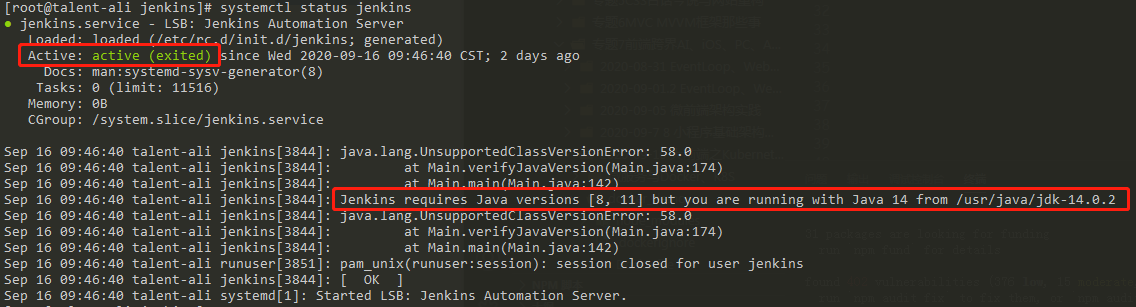 [root@talent-ali jenkins]# systemctl status jenkins
● jenkins.service - LSB: Jenkins Automation Server
Loaded: loaded (/etc/rc.d/init.d/jenkins; generated)
Active: active (exited) since Wed 2020-09-16 09:46:40 CST; 2 days ago
Docs: man:systemd-sysv-generator(8)
Tasks: 0 (limit: 11516)
Memory: 0B
CGroup: /system.slice/jenkins.service
Sep 16 09:46:40 talent-ali jenkins[3844]: java.lang.UnsupportedClassVersionError: 58.0
Sep 16 09:46:40 talent-ali jenkins[3844]: at Main.verifyJavaVersion(Main.java:174)
Sep 16 09:46:40 talent-ali jenkins[3844]: at Main.main(Main.java:142)
Sep 16 09:46:40 talent-ali jenkins[3844]: Jenkins requires Java versions [8, 11] but you are running with Java 14 from /usr/java/jdk-14.0.2
Sep 16 09:46:40 talent-ali jenkins[3844]: java.lang.UnsupportedClassVersionError: 58.0
Sep 16 09:46:40 talent-ali jenkins[3844]: at Main.verifyJavaVersion(Main.java:174)
Sep 16 09:46:40 talent-ali jenkins[3844]: at Main.main(Main.java:142)
Sep 16 09:46:40 talent-ali runuser[3851]: pam_unix(runuser:session): session closed for user jenkins
Sep 16 09:46:40 talent-ali jenkins[3844]: [ OK ]
Sep 16 09:46:40 talent-ali systemd[1]: Started LSB: Jenkins Automation Server.